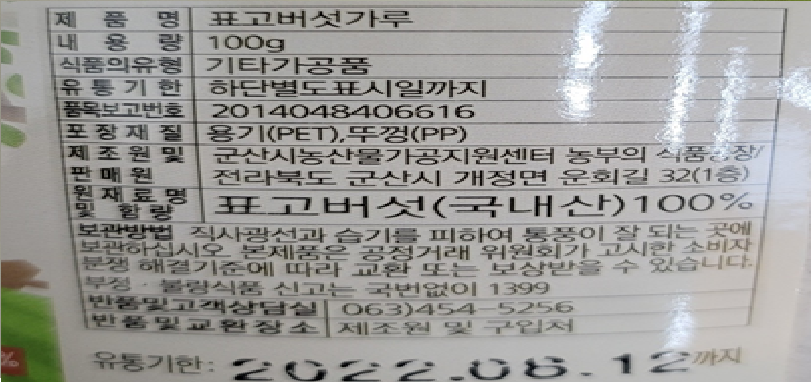 제품명 표고버섯가루
내용량 100g
식품의유형 기타가공품
유통기한 하단별도표시일까지
품목보고번호 20140484066616
포장재질 용기(PET),뚜껑(PP)
제조원및 군산시농산물가공지원센터 농부의 식품공장/
판매원 전라북도 군산시 개정면 운회길 32(1층)
원재료명
및 함량 표고버섯(국내산)100%
보관방법 직사광선과 습기를 피하여 통풍이 잘 되는 곳에
보관하십시오. 본제품은 공정거래 위원회가 고시한 소비자
분쟁 해결기준에 따라 교환 또는 보상받을 수 있습니다.
부정·불량식품 신고는 국번없이 1399
반품및고객상담실 063)454-5256
반품및교환장소 제조원 및 구입처
유통기한: 2022.08.12까지
%